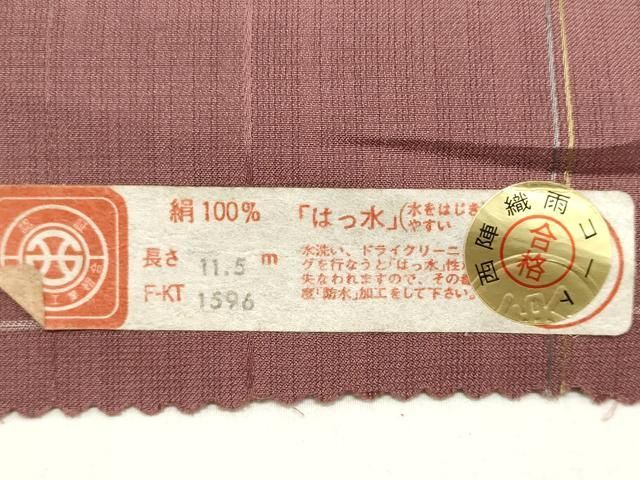 絹 100%
「はっ水」(水をはじき
やすい
長さ 11.5 m
F-KT 1596
水洗い、ドライクリーニ
グを行なうと「はっ水」性
失なわれますので、その
度「防水」加工をして下さい。
西陣織雨コート
合格